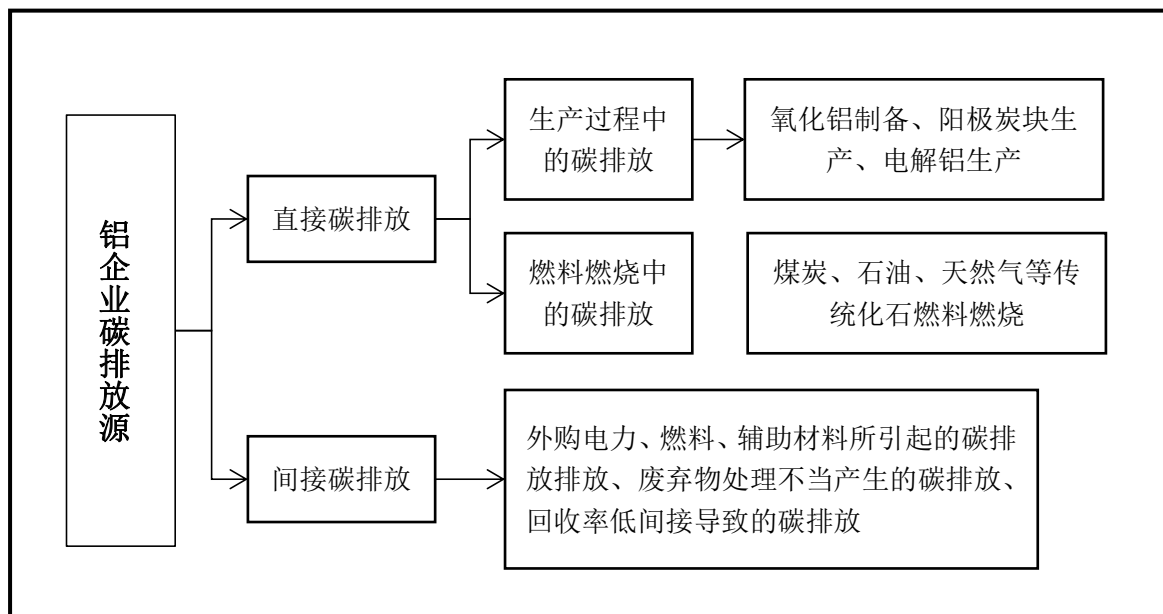 铝企业碳排放源
直接碳排放
生产过程中
的碳排放
氧化铝制备、阳极炭块生
产、电解铝生产
燃料燃烧中
的碳排放
煤炭、石油、天然气等传
统化石燃料燃烧
间接碳排放
外购电力、燃料、辅助材料所引起的碳排
放排放、废弃物处理不当产生的碳排放、
回收率低间接导致的碳排放